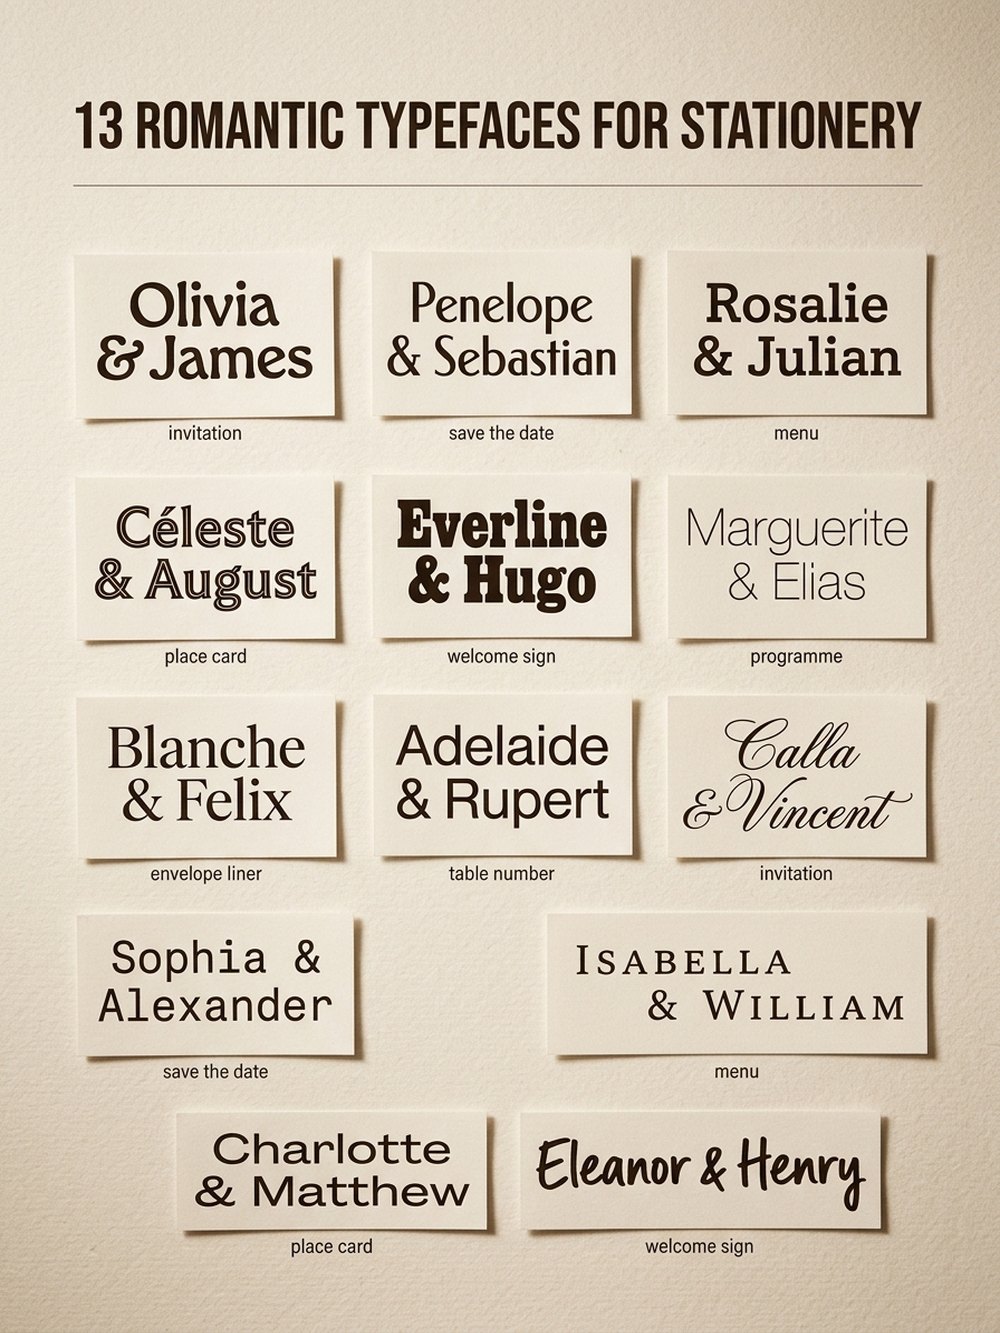 13 ROMANTIC TYPEFACES FOR STATIONERY
Olivia
& James
invitation
Penelope
& Sebastian
save the date
Rosalie
& Julian
menu
Céleste
& August
place card
Everline
& Hugo
welcome sign
Marguerite
& Elias
programme
Blanche
& Felix
envelope liner
Adelaide
& Rupert
table number
Calla
& Vincent
invitation
Sophia &
Alexander
save the date
ISABELLA
& WILLIAM
menu
Charlotte
& Matthew
place card
Eleanor & Henry
welcome sign